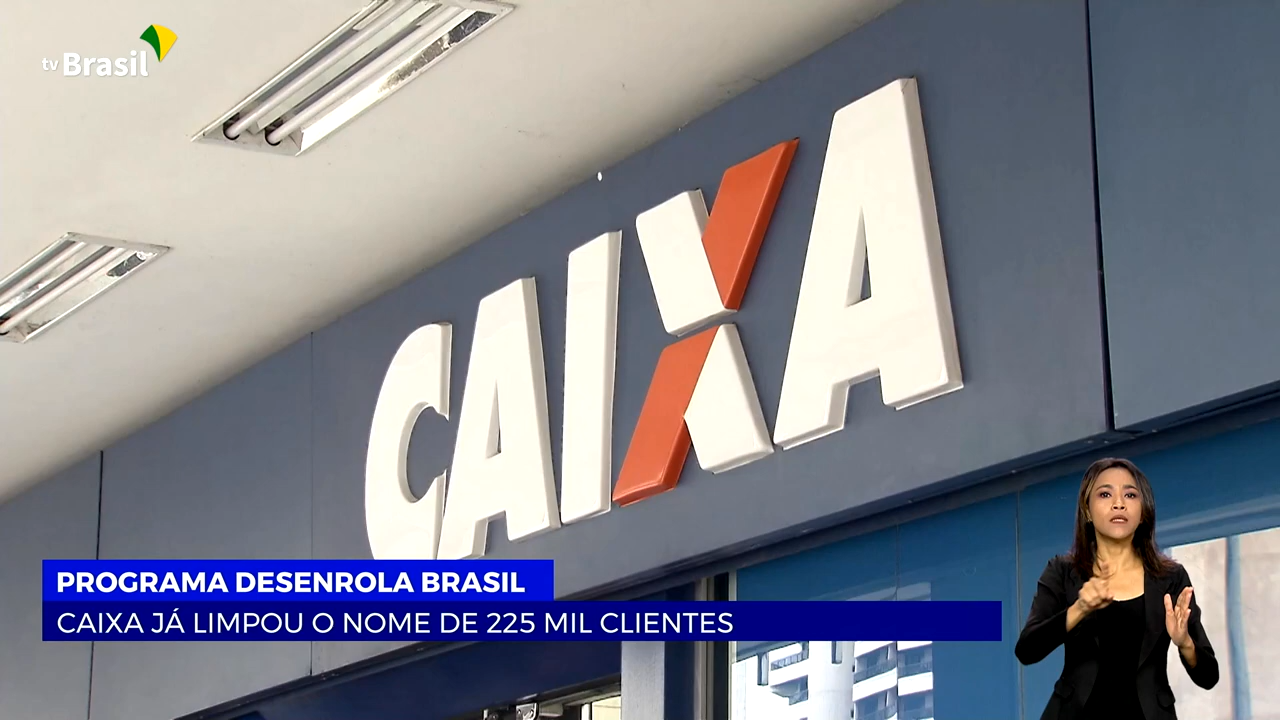 tv Brasil
CAIXA
PROGRAMA DESENROLA BRASIL
CAIXA JÁ LIMPOU O NOME DE 225 MIL CLIENTES